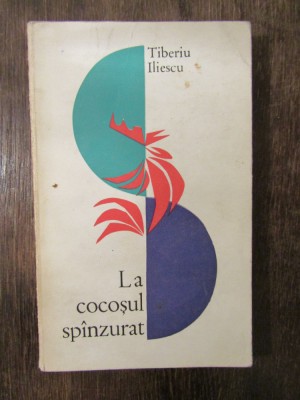 Tiberiu
Iliescu
La
cocoșul
spînzurat